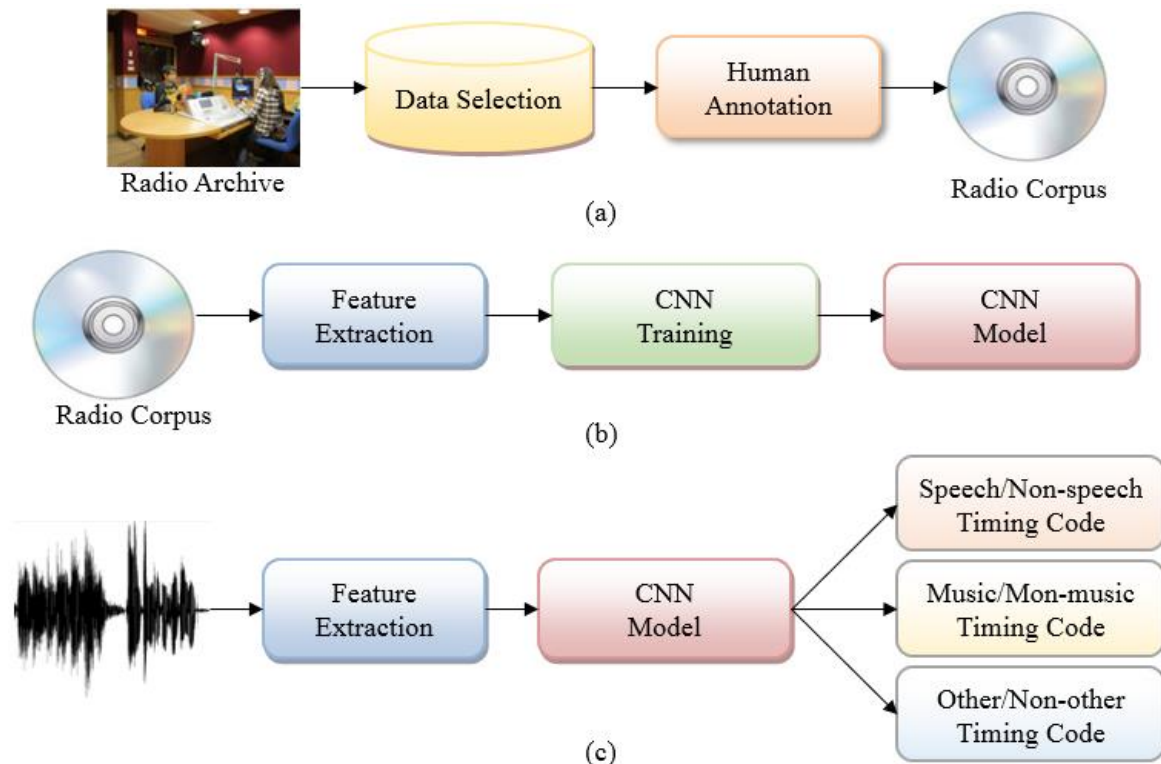 Data Selection
Human
Annotation
Radio Archive
Radio Corpus
(a)
Feature
Extraction
CNN
Training
CNN
Model
Radio Corpus
(b)
Speech/Non-speech
Timing Code
Feature
Extraction
CNN
Model
Music/Mon-music
Timing Code
Other/Non-other
Timing Code
(c)